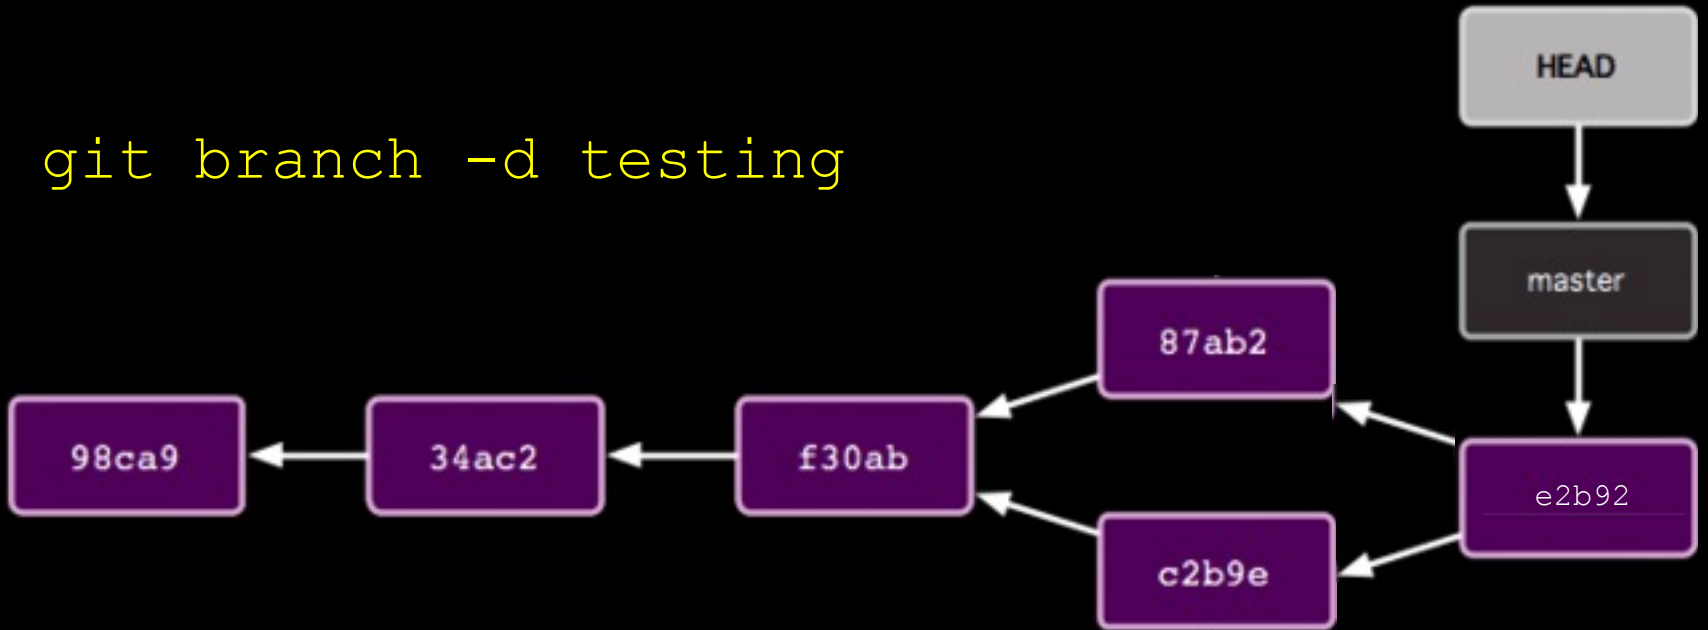 HEAD
git branch -d testing
master
87ab2
98ca9
34ac2
f30ab
e2b92
c2b9e